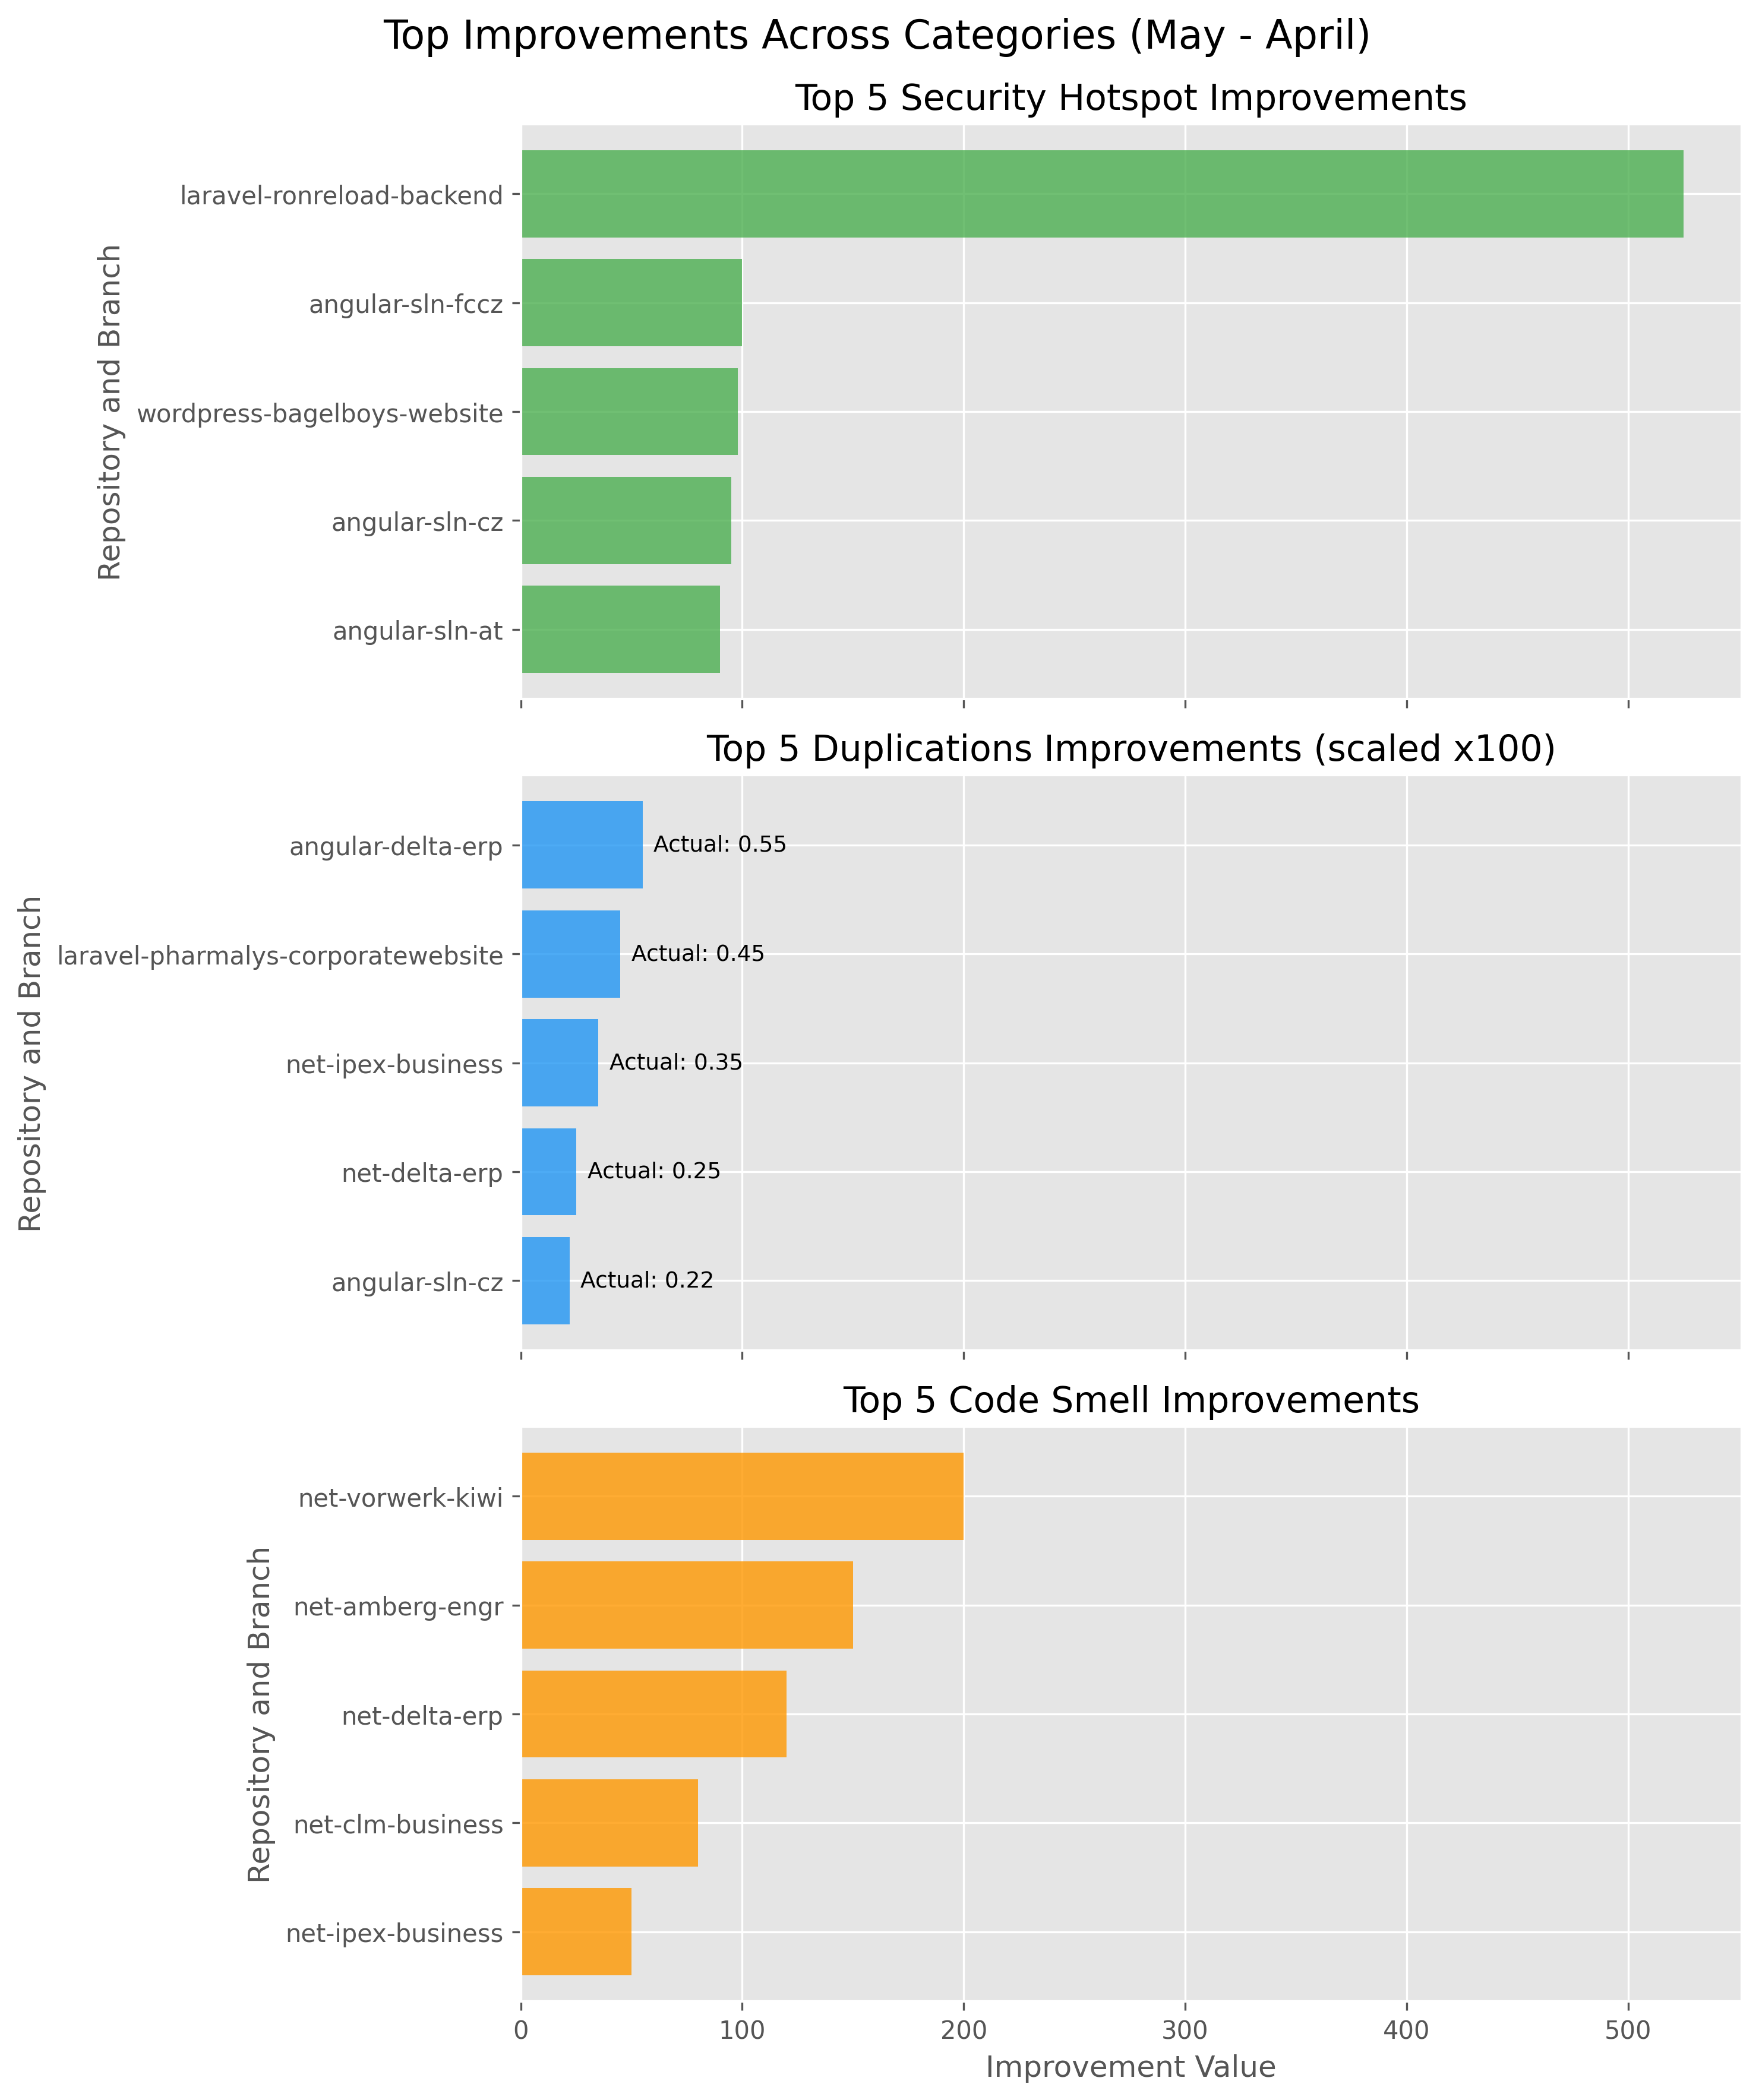 Top Improvements Across Categories (May - April)
Top 5 Security Hotspot Improvements
Repository and Branch
laravel-ronreload-backend
angular-sln-fccz
wordpress-bagelboys-website
angular-sln-cz
angular-sln-at
Top 5 Duplications Improvements (scaled x100)
Repository and Branch
angular-delta-erp Actual: 0.55
laravel-pharmalys-corporatewebsite Actual: 0.45
net-ipex-business Actual: 0.35
net-delta-erp Actual: 0.25
angular-sln-cz Actual: 0.22
Top 5 Code Smell Improvements
Repository and Branch
net-vorwerk-kiwi
net-amberg-engr
net-delta-erp
net-clm-business
net-ipex-business
0 100 200 300 400 500
Improvement Value